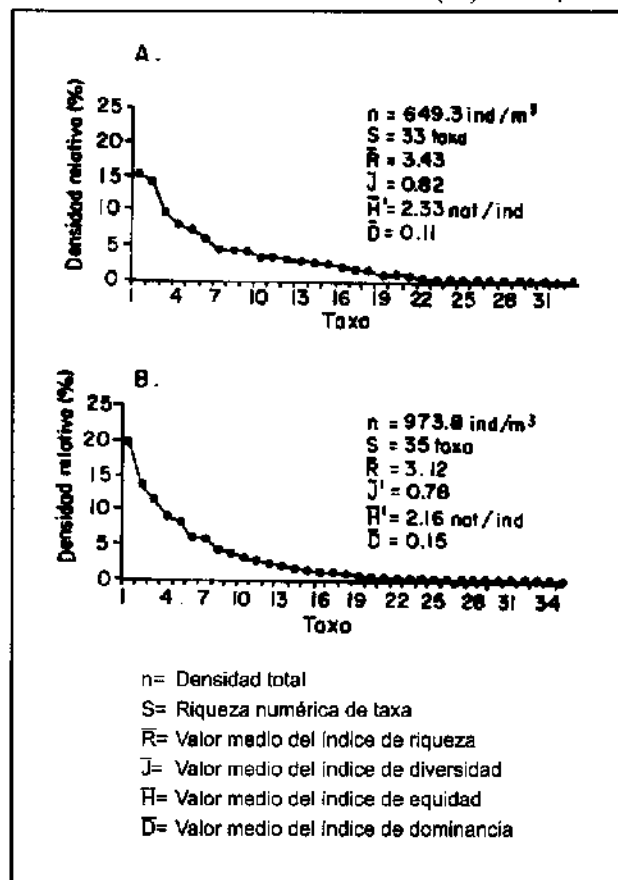 A.
Densidad relativa (%)
25
20
15
10
5
0
n = 649.3 ind/m³
S = 33 taxa
R̄ = 3.43
J̄ = 0.82
H̄' = 2.33 nat/ind
D̄ = 0.11
1 4 7 10 13 16 19 22 25 28 31
Taxa
B.
Densidad relativa (%)
25
20
15
10
5
0
n = 973.8 ind/m³
S = 35 taxa
R̄ = 3.12
J̄' = 0.78
H̄' = 2.16 nat/ind
D̄ = 0.15
1 4 7 10 13 16 19 22 25 28 31 34
Taxa
n= Densidad total
S= Riqueza numérica de taxa
R̄= Valor medio del índice de riqueza
J̄= Valor medio del índice de diversidad
H̄= Valor medio del índice de equidad
D̄= Valor medio del índice de dominancia